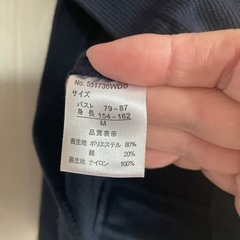 No. 581736WDB
サイズ
バスト 79-87
身長 154-162
M
品質表示
表生地 ポリエステル 80%
綿 20%
裏生地 ナイロン 100%